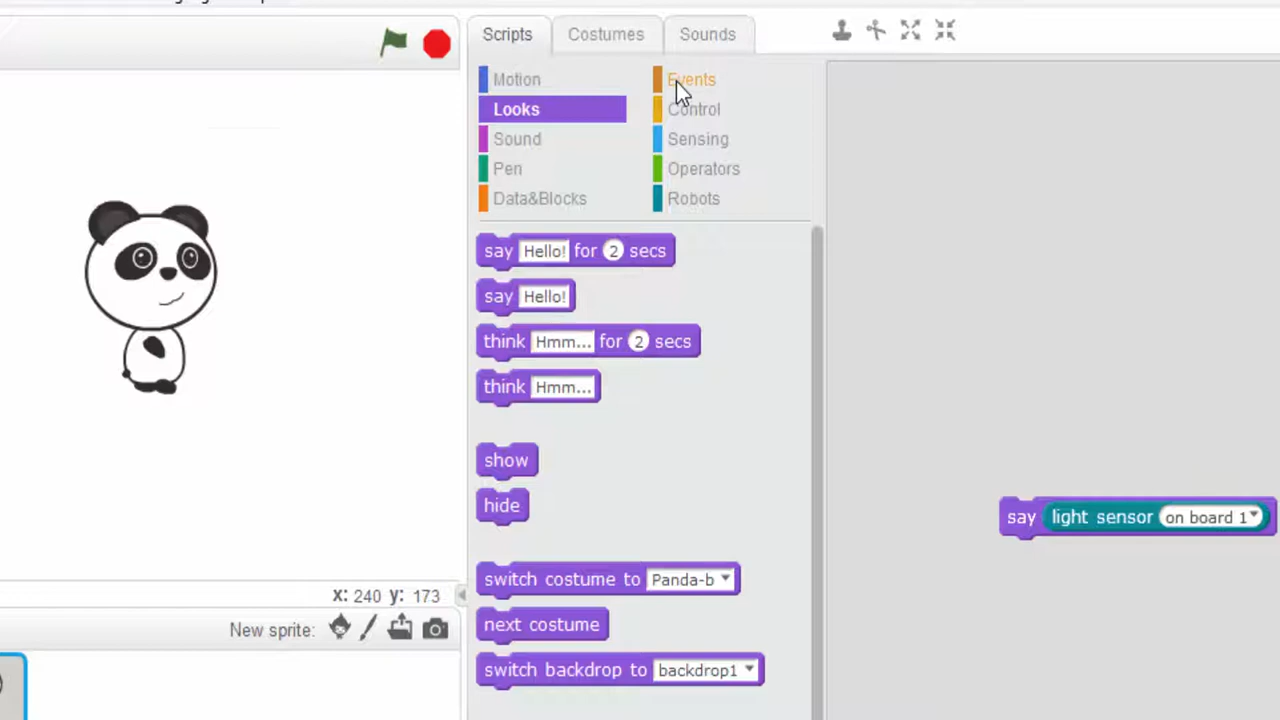 Scripts Costumes Sounds
Motion Events
Looks Control
Sound Sensing
Pen Operators
Data&Blocks Robots
say Hello! for 2 secs
say Hello!
think Hmm... for 2 secs
think Hmm...
show
hide
say light sensor on board 1
switch costume to Panda-b
x: 240 y: 173
New sprite:
next costume
switch backdrop to backdrop1